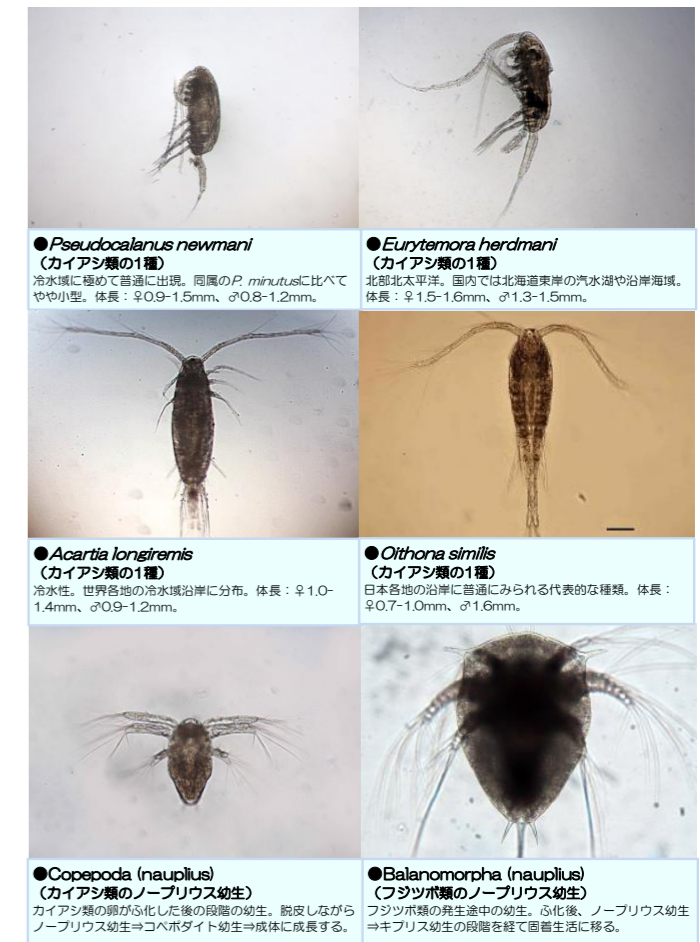 ●Pseudocalanus newmani
（カイアシ類の1種）
冷水域に極めて普通に出現。同属のP. minutusに比べて
やや小型。体長：♀0.9-1.5mm、♂0.8-1.2mm。
●Eurytemora herdmani
（カイアシ類の1種）
北部北太平洋。国内では北海道東岸の汽水湖や沿岸海域。
体長：♀1.5-1.6mm、♂1.3-1.5mm。
●Acartia longiremis
（カイアシ類の1種）
冷水性。世界各地の冷水域沿岸に分布。体長：♀1.0-
1.4mm、♂0.9-1.2mm。
●Oithona similis
（カイアシ類の1種）
日本各地の沿岸に普通にみられる代表的な種類。体長：
♀0.7-1.0mm、♂1.6mm。
●Copepoda (nauplius)
（カイアシ類のノープリウス幼生）
カイアシ類の卵がふ化した後の段階の幼生。脱皮しながら
ノープリウス幼生⇒コペポダイト幼生⇒成体に成長する。
●Balanomorpha (nauplius)
（フジツボ類のノープリウス幼生）
フジツボ類の発生途中の幼生。ふ化後、ノープリウス幼生
⇒キプリス幼生の段階を経て固着生活に移る。